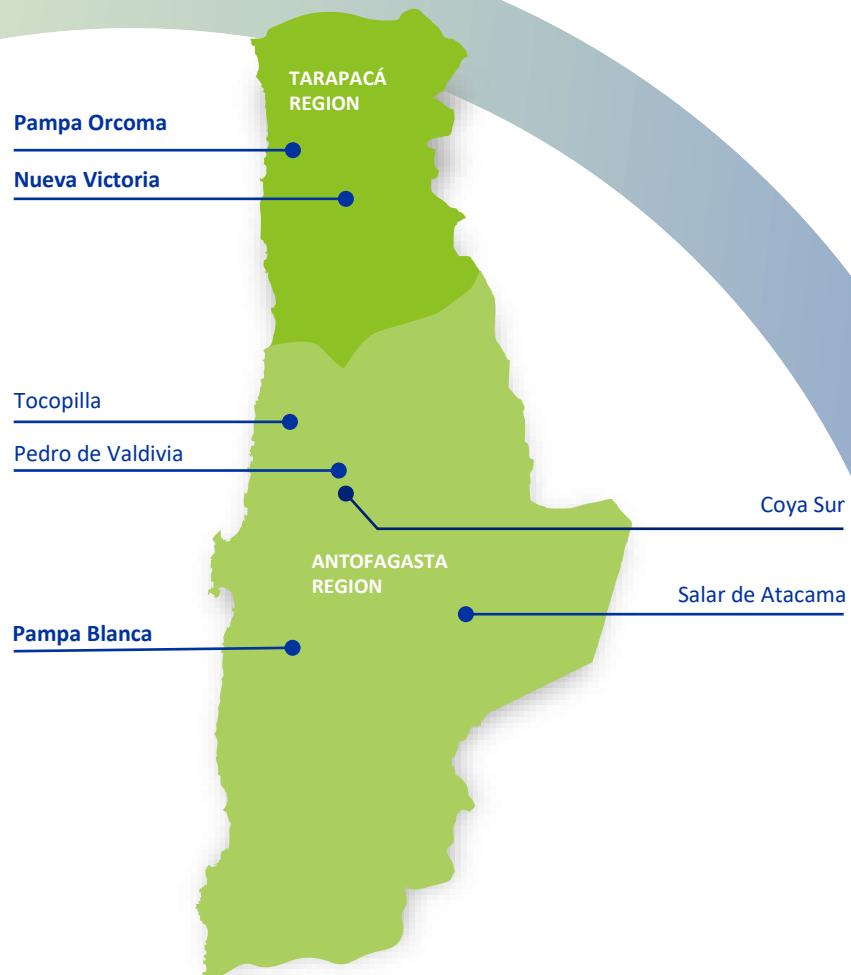 TARAPACÁ
REGION
Pampa Orcoma
Nueva Victoria
Tocopilla
Pedro de Valdivia
Coya Sur
ANTOFAGASTA
REGION
Salar de Atacama
Pampa Blanca